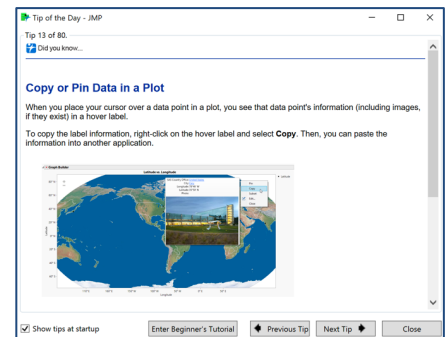 Tip of the Day - JMP
Tip 13 of 80.
Did you know...
Copy or Pin Data in a Plot
When you place your cursor over a data point in a plot, you see that data point's information (including images,
if they exist) in a hover label.
To copy the label information, right-click on the hover label and select Copy. Then, you can paste the
information into another application.
Graph Builder
Latitude vs. Longitude
Latitude
Longitude
Show tips at startup
Enter Beginner's Tutorial
Previous Tip
Next Tip
Close